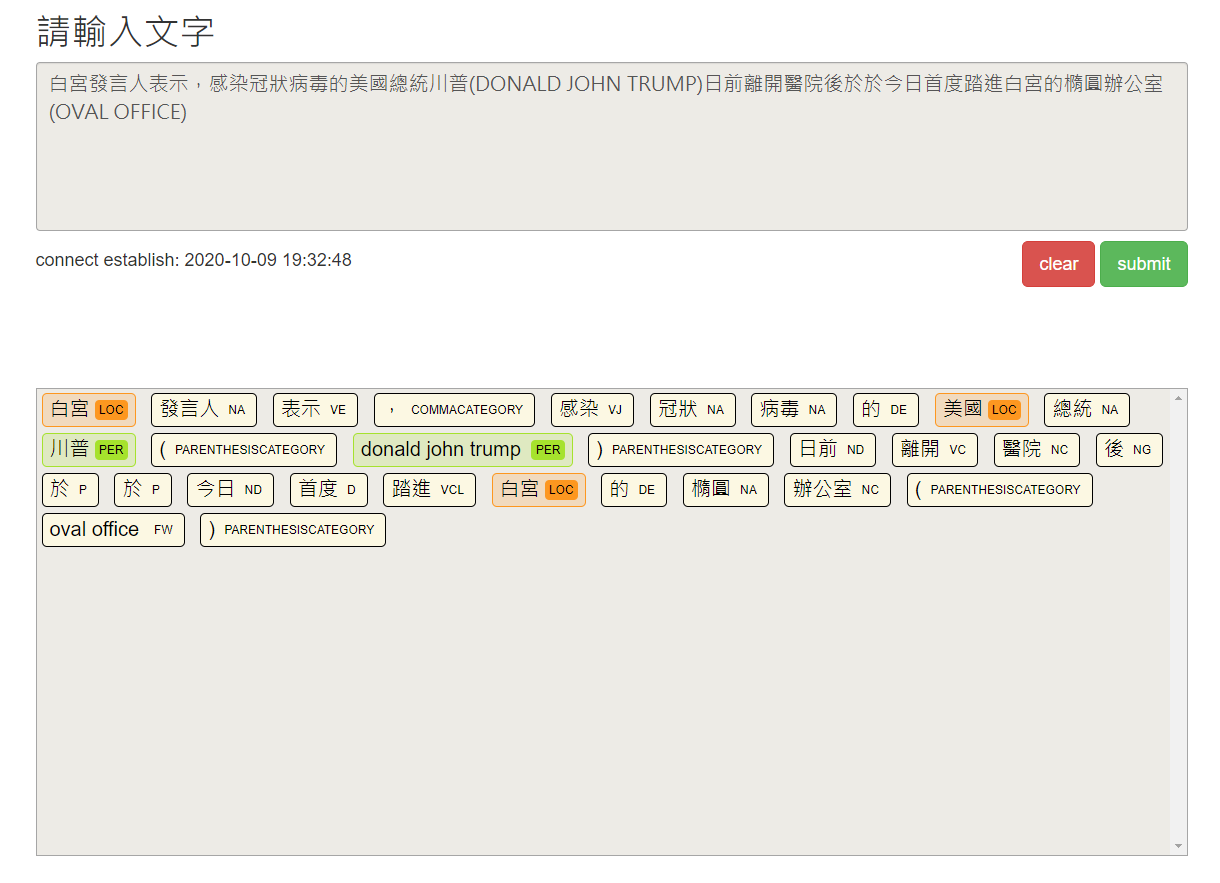 請輸入文字
白宮發言人表示，感染冠狀病毒的美國總統川普(DONALD JOHN TRUMP)日前離開醫院後於於今日首度踏進白宮的橢圓辦公室
(OVAL OFFICE)
connect establish: 2020-10-09 19:32:48
clear submit
白宮 LOC 發言人 NA 表示 VE ， COMMACATEGORY 感染 VJ 冠狀 NA 病毒 NA 的 DE 美國 LOC 總統 NA
川普 PER ( PARENTHESISCATEGORY donald john trump PER ) PARENTHESISCATEGORY 日前 ND 離開 VC 醫院 NC 後 NG
於 P 於 P 今日 ND 首度 D 踏進 VCL 白宮 LOC 的 DE 橢圓 NA 辦公室 NC ( PARENTHESISCATEGORY
oval office FW ) PARENTHESISCATEGORY